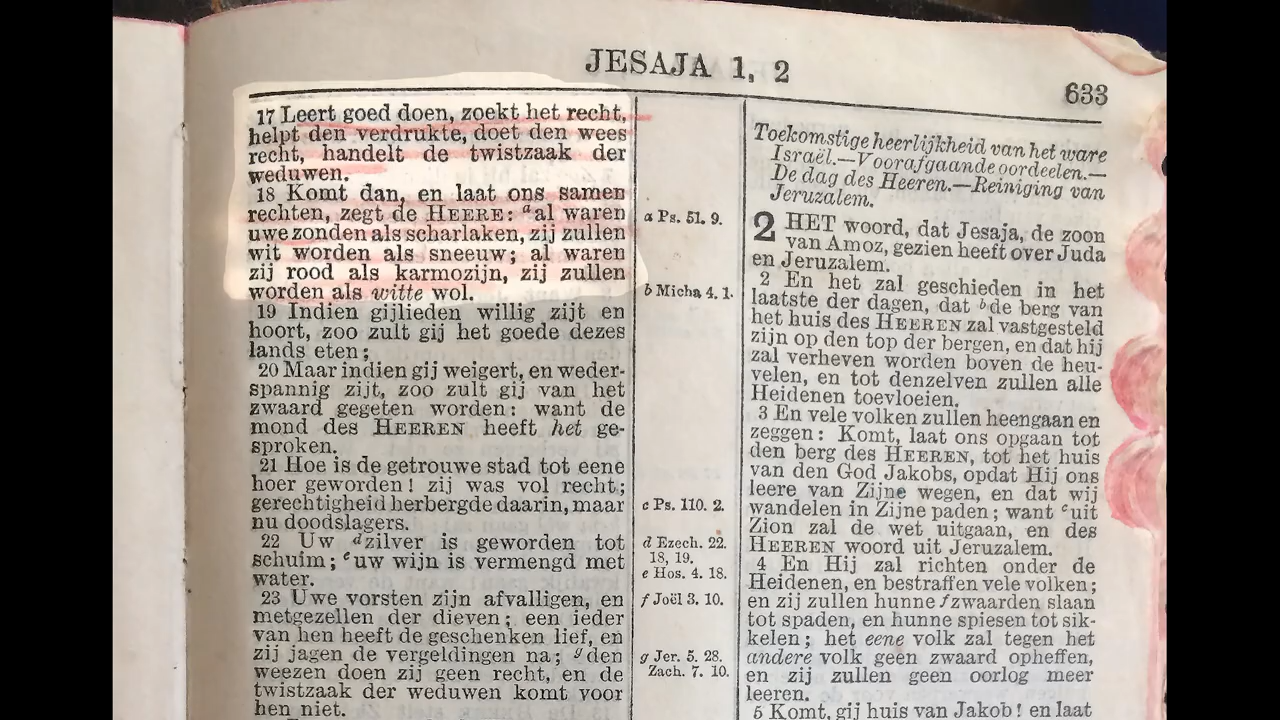 JESAJA 1, 2
633
17 Leert goed doen, zoekt het recht,
helpt den verdrukte, doet den wees
recht, handelt de twistzaak der
weduwen.
18 Komt dan, en laat ons samen
rechten, zegt de HEERE: ᵃal waren
uwe zonden als scharlaken, zij zullen
wit worden als sneeuw; al waren
zij rood als karmozijn, zij zullen
worden als witte wol.
19 Indien gijlieden willig zijt en
hoort, zoo zult gij het goede dezes
lands eten;
20 Maar indien gij weigert, en weder-
spannig zijt, zoo zult gij van het
zwaard gegeten worden: want de
mond des HEEREN heeft het ge-
sproken.
21 Hoe is de getrouwe stad tot eene
hoer geworden! zij was vol recht;
gerechtigheid herbergde daarin, maar
nu doodslagers.
22 Uw ᵈzilver is geworden tot
schuim; ᵉuw wijn is vermengd met
water.
23 Uwe vorsten zijn afvalligen, en
metgezellen der dieven; een ieder
van hen heeft de geschenken lief, en
zij jagen de vergeldingen na; ᵍden
weezen doen zij geen recht, en de
twistzaak der weduwen komt voor
hen niet.
a Ps. 51. 9.
b Micha 4. 1.
c Ps. 110. 2.
d Ezech. 22.
18, 19.
e Hos. 4. 18.
f Joël 3. 10.
g Jer. 5. 28.
Zach. 7. 10.
Toekomstige heerlijkheid van het ware
Israël.—Voorafgaande oordeelen.—
De dag des Heeren.—Reiniging van
Jeruzalem.
2 HET woord, dat Jesaja, de zoon
van Amoz, gezien heeft over Juda
en Jeruzalem.
2 En het zal geschieden in het
laatste der dagen, dat ᵇde berg van
het huis des HEEREN zal vastgesteld
zijn op den top der bergen, en dat hij
zal verheven worden boven de heu-
velen, en tot denzelven zullen alle
Heidenen toevloeien.
3 En vele volken zullen heengaan en
zeggen: Komt, laat ons opgaan tot
den berg des HEEREN, tot het huis
van den God Jakobs, opdat Hij ons
leere van Zijne wegen, en dat wij
wandelen in Zijne paden; want ᶜuit
Zion zal de wet uitgaan, en des
HEEREN woord uit Jeruzalem.
4 En Hij zal richten onder de
Heidenen, en bestraffen vele volken;
en zij zullen hunne ᶠzwaarden slaan
tot spaden, en hunne spiesen tot sik-
kelen; het eene volk zal tegen het
andere volk geen zwaard opheffen,
en zij zullen geen oorlog meer
leeren.
5 Komt, gij huis van Jakob! en laat